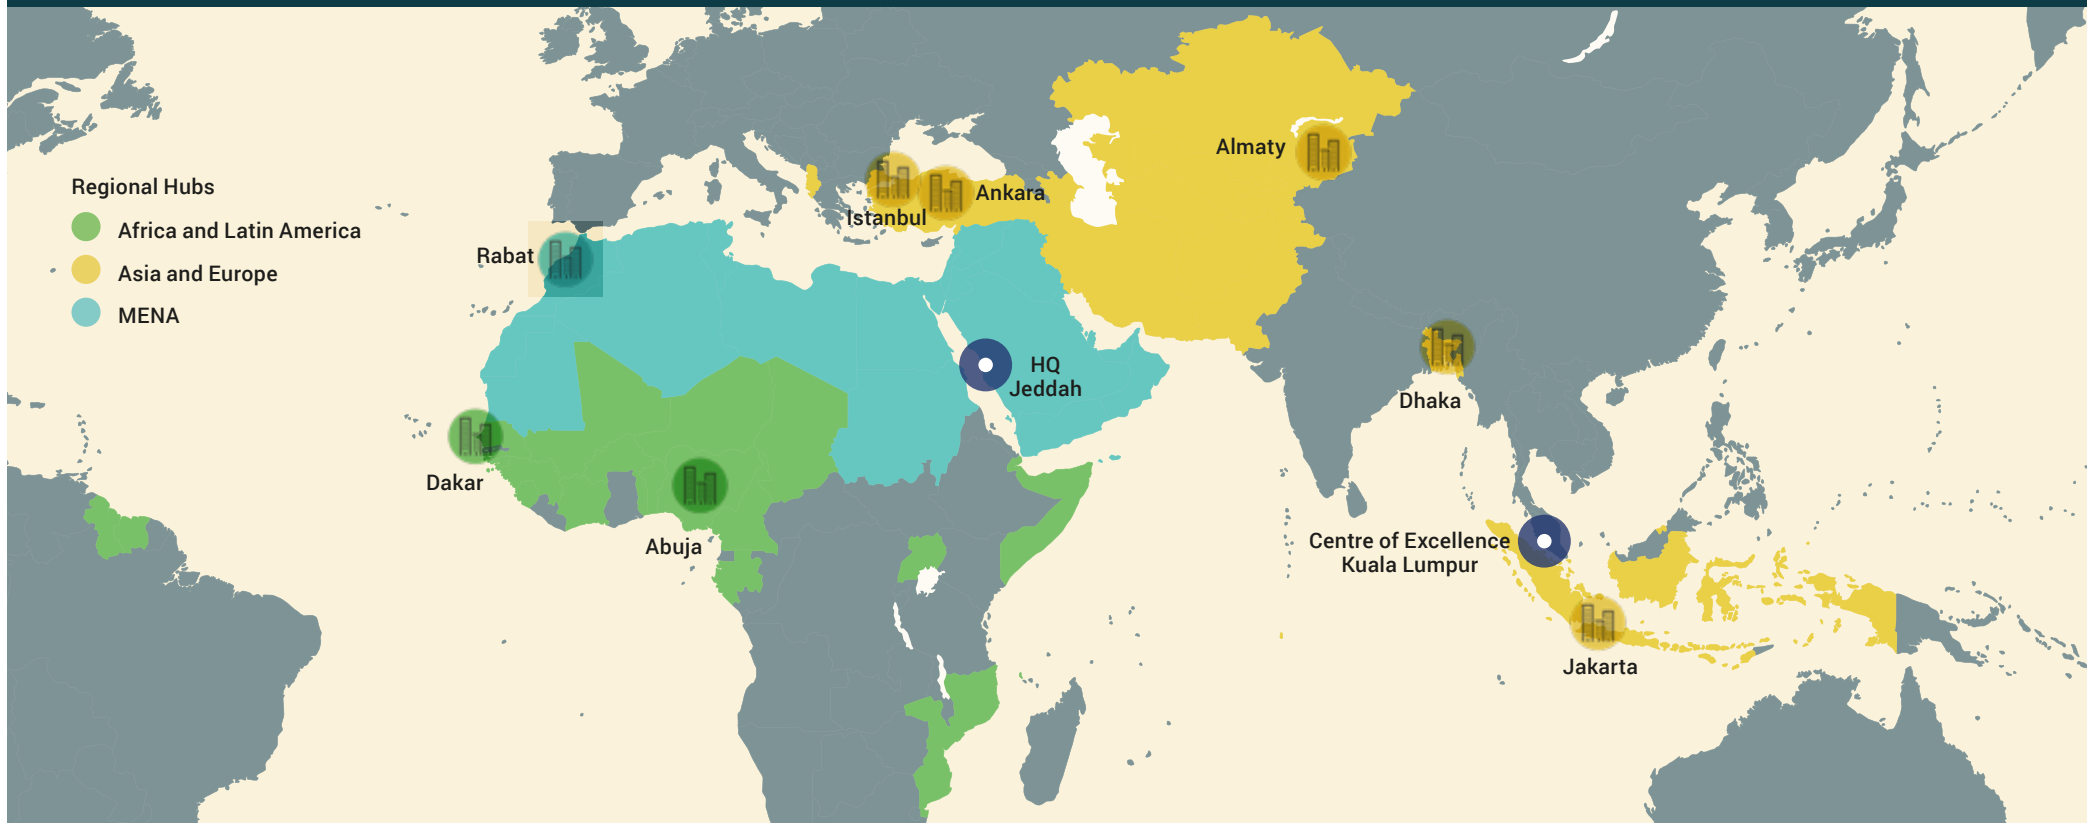 Regional Hubs
Africa and Latin America
Asia and Europe
MENA
Almaty
Ankara
Istanbul
Rabat
HQ
Jeddah
Dhaka
Dakar
Abuja
Centre of Excellence
Kuala Lumpur
Jakarta